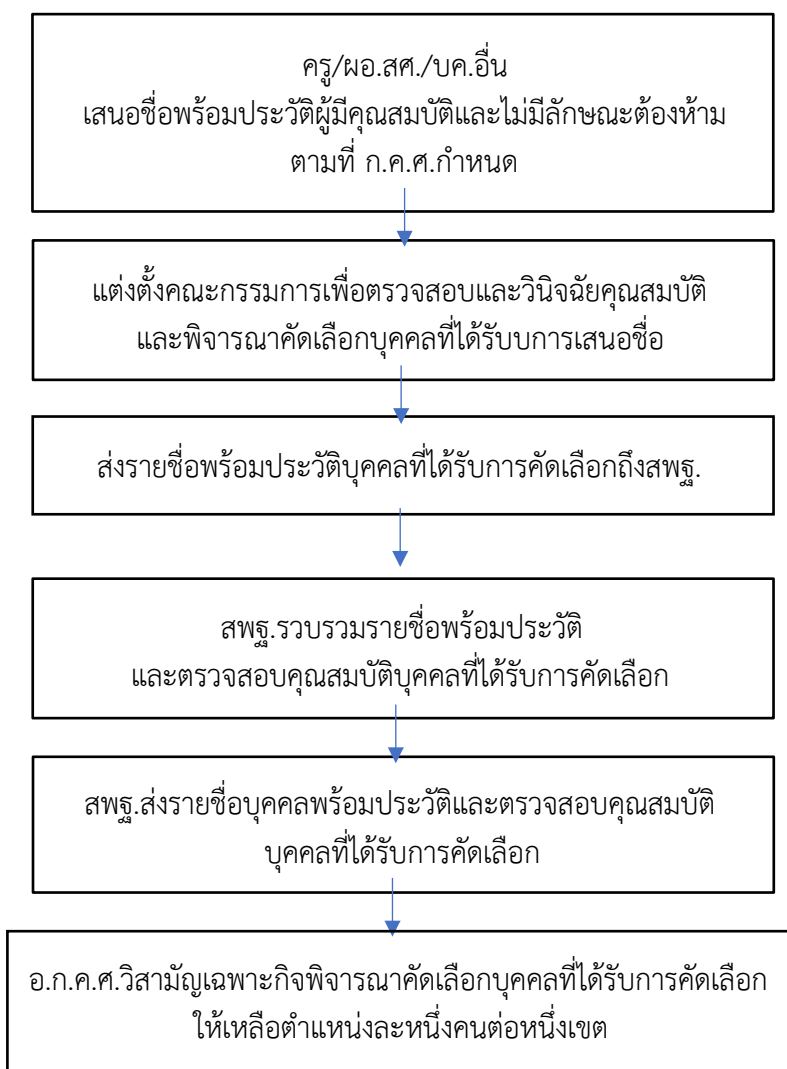 ครู/ผอ.สศ./บค.อื่น
เสนอชื่อพร้อมประวัติผู้มีคุณสมบัติและไม่มีลักษณะต้องห้าม
ตามที่ ก.ค.ศ.กำหนด
แต่งตั้งคณะกรรมการเพื่อตรวจสอบและวินิจฉัยคุณสมบัติ
และพิจารณาคัดเลือกบุคคลที่ได้รับบการเสนอชื่อ
ส่งรายชื่อพร้อมประวัติบุคคลที่ได้รับการคัดเลือกถึงสพฐ.
สพฐ.รวบรวมรายชื่อพร้อมประวัติ
และตรวจสอบคุณสมบัติบุคคลที่ได้รับการคัดเลือก
สพฐ.ส่งรายชื่อบุคคลพร้อมประวัติและตรวจสอบคุณสมบัติ
บุคคลที่ได้รับการคัดเลือก
อ.ก.ค.ศ.วิสามัญเฉพาะกิจพิจารณาคัดเลือกบุคคลที่ได้รับการคัดเลือก
ให้เหลือตำแหน่งละหนึ่งคนต่อหนึ่งเขต